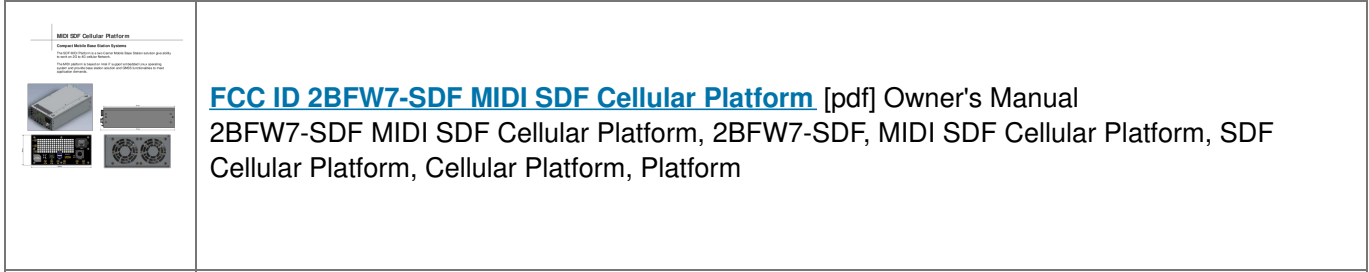 MIDI SDF Cellular Platform
Compact Mobile Base Station Systems
FCC ID 2BFW7-SDF MIDI SDF Cellular Platform [pdf] Owner's Manual
2BFW7-SDF MIDI SDF Cellular Platform, 2BFW7-SDF, MIDI SDF Cellular Platform, SDF
Cellular Platform, Cellular Platform, Platform